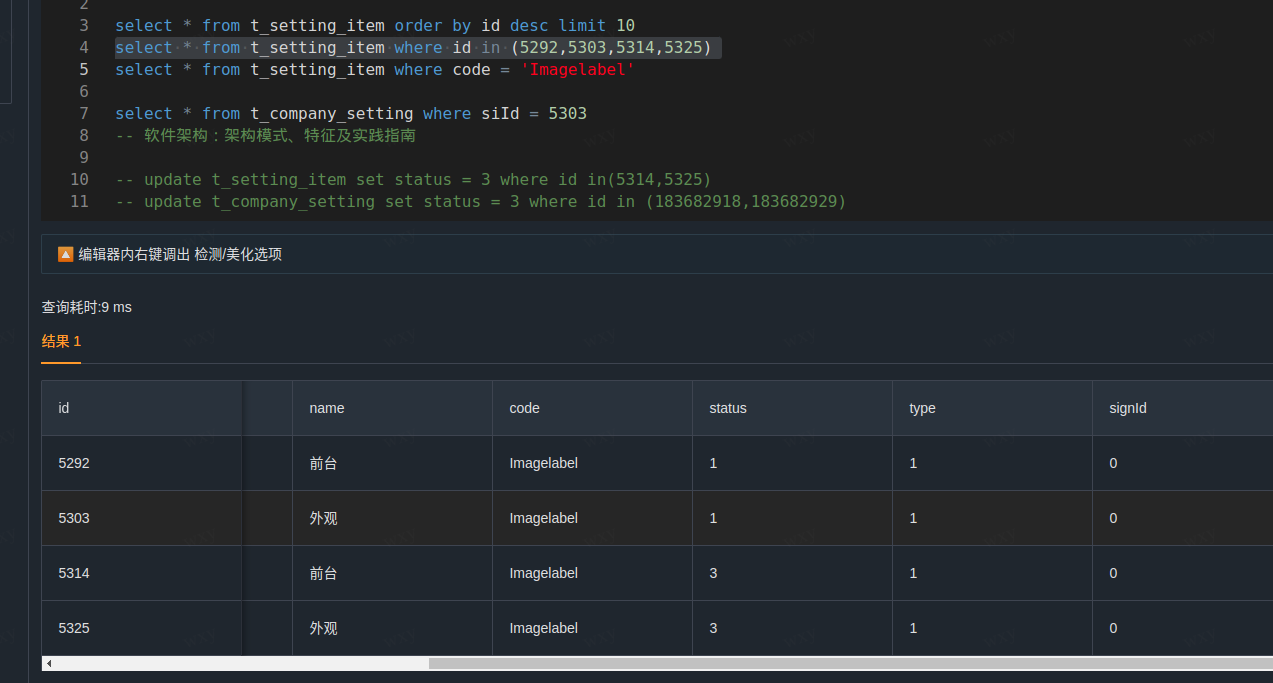 2
3 select * from t_setting_item order by id desc limit 10
4 select * from t_setting_item where id in (5292,5303,5314,5325)
5 select * from t_setting_item where code = 'Imagelabel'
6
7 select * from t_company_setting where siId = 5303
8 -- 软件架构：架构模式、特征及实践指南
9
10 -- update t_setting_item set status = 3 where id in(5314,5325)
11 -- update t_company_setting set status = 3 where id in (183682918,183682929)
编辑器内右键调出 检测/美化选项
查询耗时:9 ms
结果 1
id name code status type signId
5292 前台 Imagelabel 1 1 0
5303 外观 Imagelabel 1 1 0
5314 前台 Imagelabel 3 1 0
5325 外观 Imagelabel 3 1 0